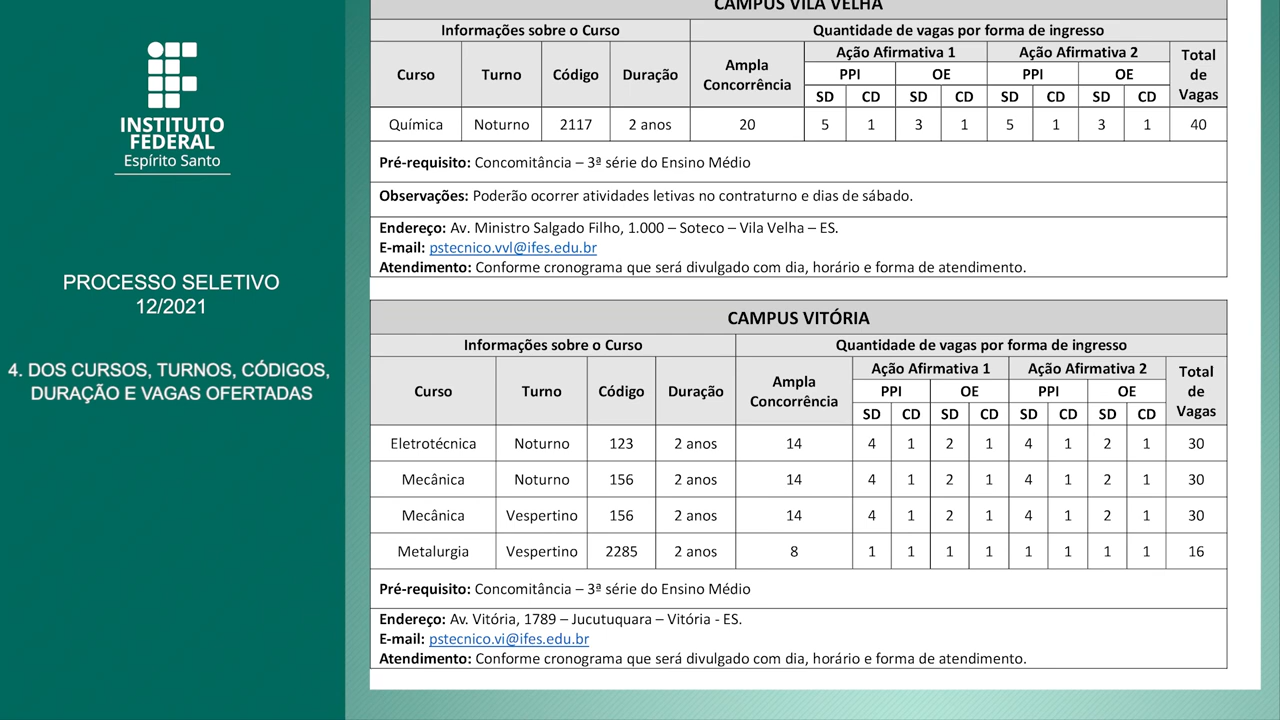 INSTITUTO
FEDERAL
Espírito Santo
PROCESSO SELETIVO
12/2021
4. DOS CURSOS, TURNOS, CÓDIGOS,
DURAÇÃO E VAGAS OFERTADAS
CAMPUS VILA VELHA
Informações sobre o Curso Quantidade de vagas por forma de ingresso
Curso Turno Código Duração Ampla Concorrência Ação Afirmativa 1 Ação Afirmativa 2 Total de Vagas
PPI OE PPI OE
SD CD SD CD SD CD SD CD
Química Noturno 2117 2 anos 20 5 1 3 1 5 1 3 1 40
Pré-requisito: Concomitância – 3ª série do Ensino Médio
Observações: Poderão ocorrer atividades letivas no contraturno e dias de sábado.
Endereço: Av. Ministro Salgado Filho, 1.000 – Soteco – Vila Velha – ES.
E-mail: pstecnico.vvl@ifes.edu.br
Atendimento: Conforme cronograma que será divulgado com dia, horário e forma de atendimento.
CAMPUS VITÓRIA
Informações sobre o Curso Quantidade de vagas por forma de ingresso
Curso Turno Código Duração Ampla Concorrência Ação Afirmativa 1 Ação Afirmativa 2 Total de Vagas
PPI OE PPI OE
SD CD SD CD SD CD SD CD
Eletrotécnica Noturno 123 2 anos 14 4 1 2 1 4 1 2 1 30
Mecânica Noturno 156 2 anos 14 4 1 2 1 4 1 2 1 30
Mecânica Vespertino 156 2 anos 14 4 1 2 1 4 1 2 1 30
Metalurgia Vespertino 2285 2 anos 8 1 1 1 1 1 1 1 1 16
Pré-requisito: Concomitância – 3ª série do Ensino Médio
Endereço: Av. Vitória, 1789 – Jucutuquara – Vitória - ES.
E-mail: pstecnico.vi@ifes.edu.br
Atendimento: Conforme cronograma que será divulgado com dia, horário e forma de atendimento.